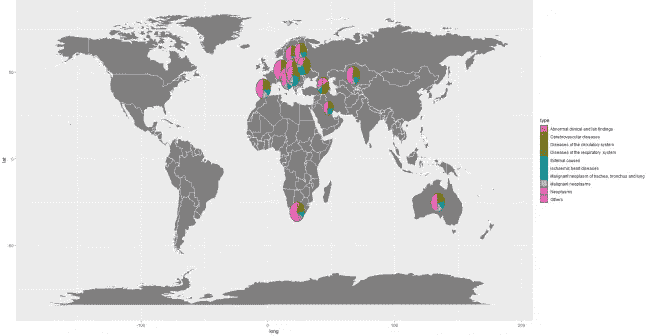 lat
50
0
-50
-100
0
100
200
long
type
Abnormal clinical and lab findings
Cerebrovascular diseases
Diseases of the circulatory system
Diseases of the respiratory system
External causes
Ischaemic heart diseases
Malignant neoplasm of trachea, bronchus and lung
Malignant neoplasms
Neoplasms
Others